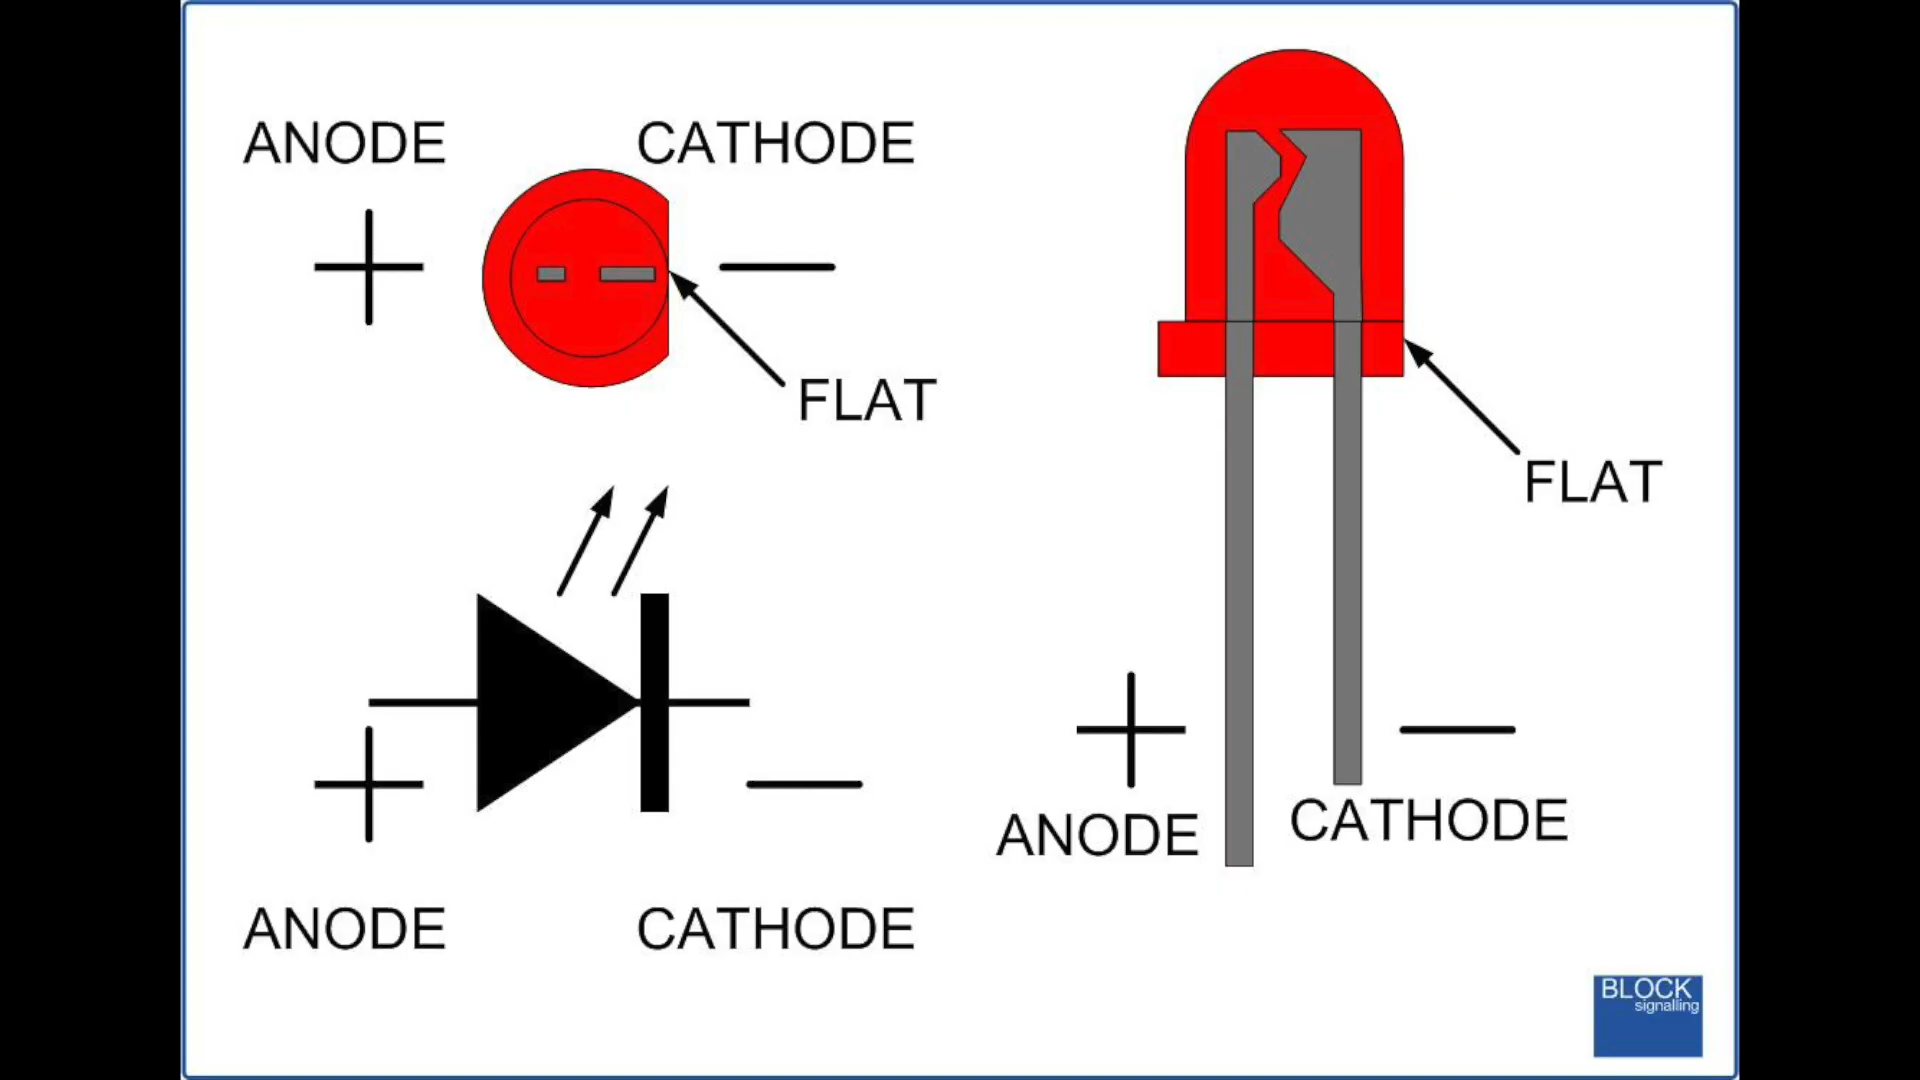 ANODE
CATHODE
FLAT
ANODE
CATHODE
FLAT
ANODE
CATHODE
BLOCK
signalling